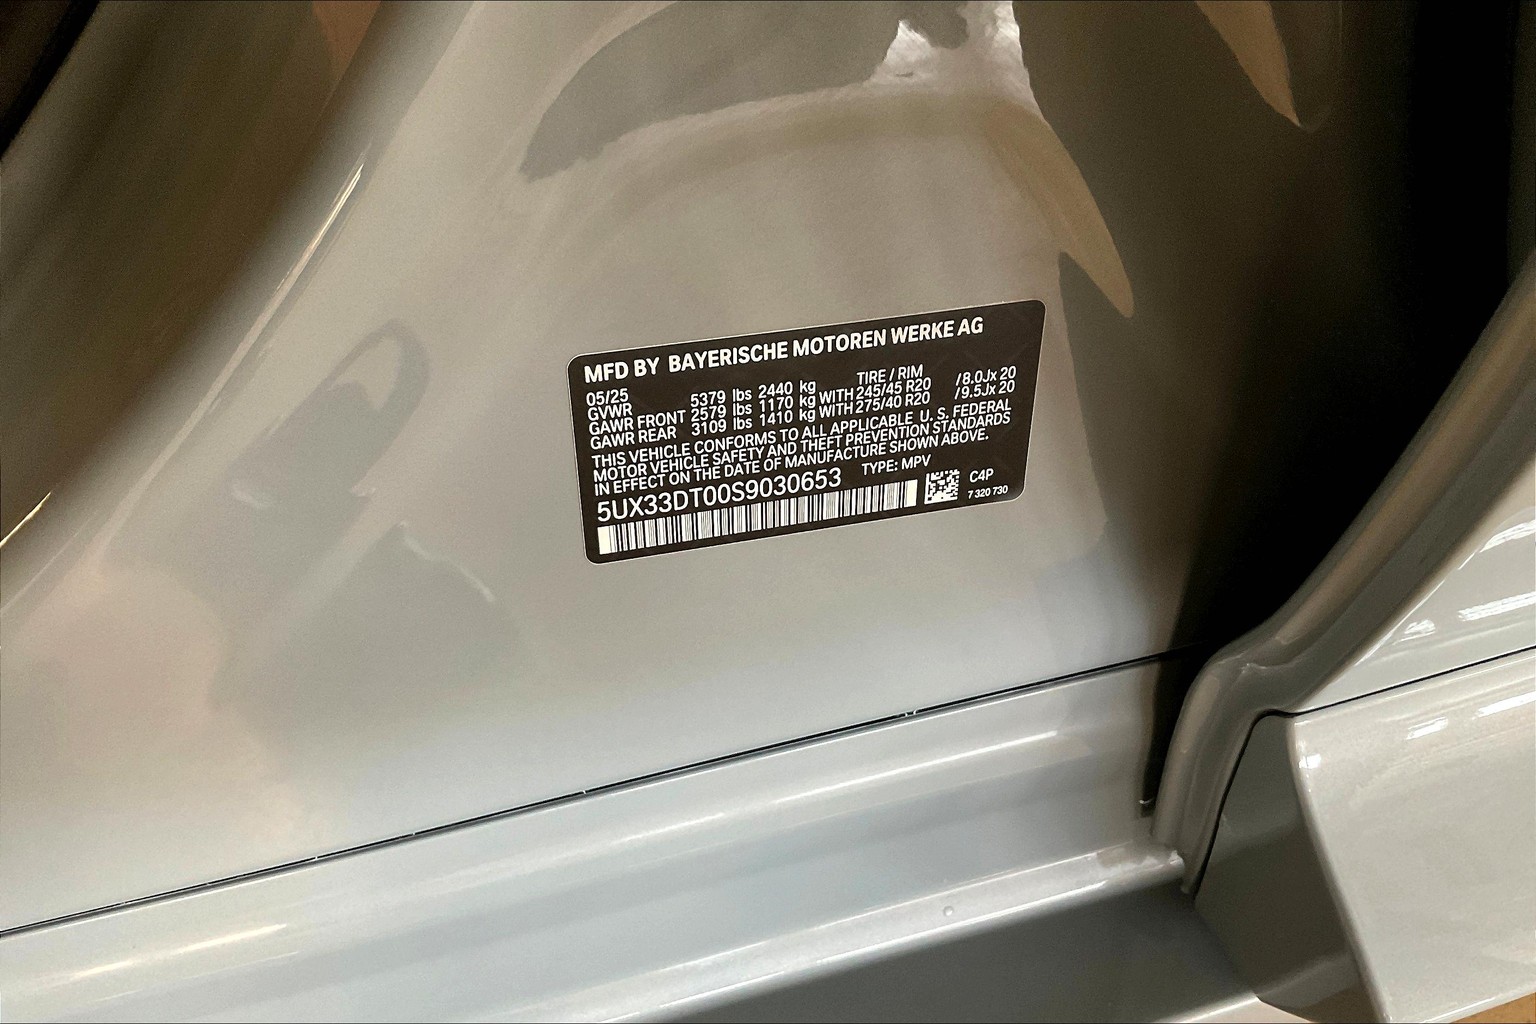 MFD BY BAYERISCHE MOTOREN WERKE AG
05/25 TIRE / RIM
GVWR 5379 lbs 2440 kg
GAWR FRONT 2579 lbs 1170 kg WITH 245/45 R20 /8.0Jx 20
GAWR REAR 3109 lbs 1410 kg WITH 275/40 R20 /9.5Jx 20
THIS VEHICLE CONFORMS TO ALL APPLICABLE U. S. FEDERAL
MOTOR VEHICLE SAFETY AND THEFT PREVENTION STANDARDS
IN EFFECT ON THE DATE OF MANUFACTURE SHOWN ABOVE.
5UX33DT00S9030653 TYPE: MPV
C4P
7 320 730